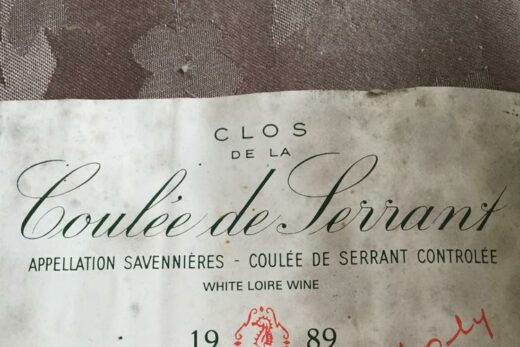 CLOS
DE LA
Coulée de Serrant
APPELLATION SAVENNIÈRES - COULÉE DE SERRANT CONTROLÉE
WHITE LOIRE WINE
19 89